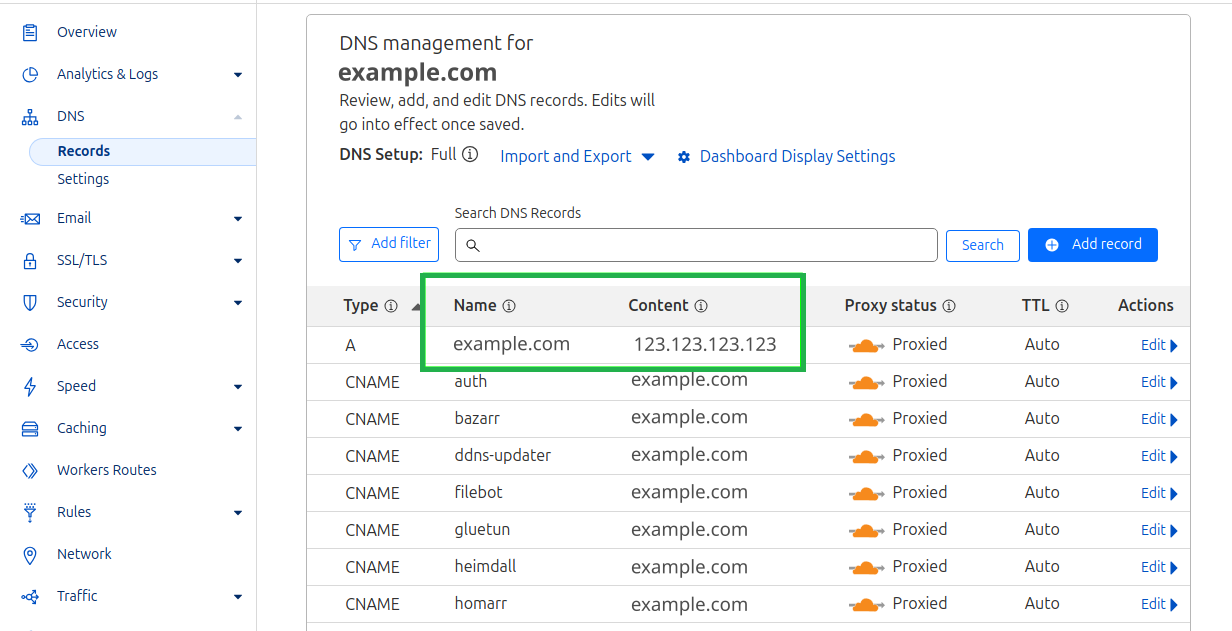 Overview
Analytics & Logs
DNS
Records
Settings
Email
SSL/TLS
Security
Access
Speed
Caching
Workers Routes
Rules
Network
Traffic
DNS management for
example.com
Review, add, and edit DNS records. Edits will
go into effect once saved.
DNS Setup: Full Import and Export Dashboard Display Settings
Search DNS Records
Add filter Search Add record
Type Name Content Proxy status TTL Actions
A example.com 123.123.123.123 Proxied Auto Edit
CNAME auth example.com Proxied Auto Edit
CNAME bazarr example.com Proxied Auto Edit
CNAME ddns-updater example.com Proxied Auto Edit
CNAME filebot example.com Proxied Auto Edit
CNAME gluetun example.com Proxied Auto Edit
CNAME heimdall example.com Proxied Auto Edit
CNAME homarr example.com Proxied Auto Edit